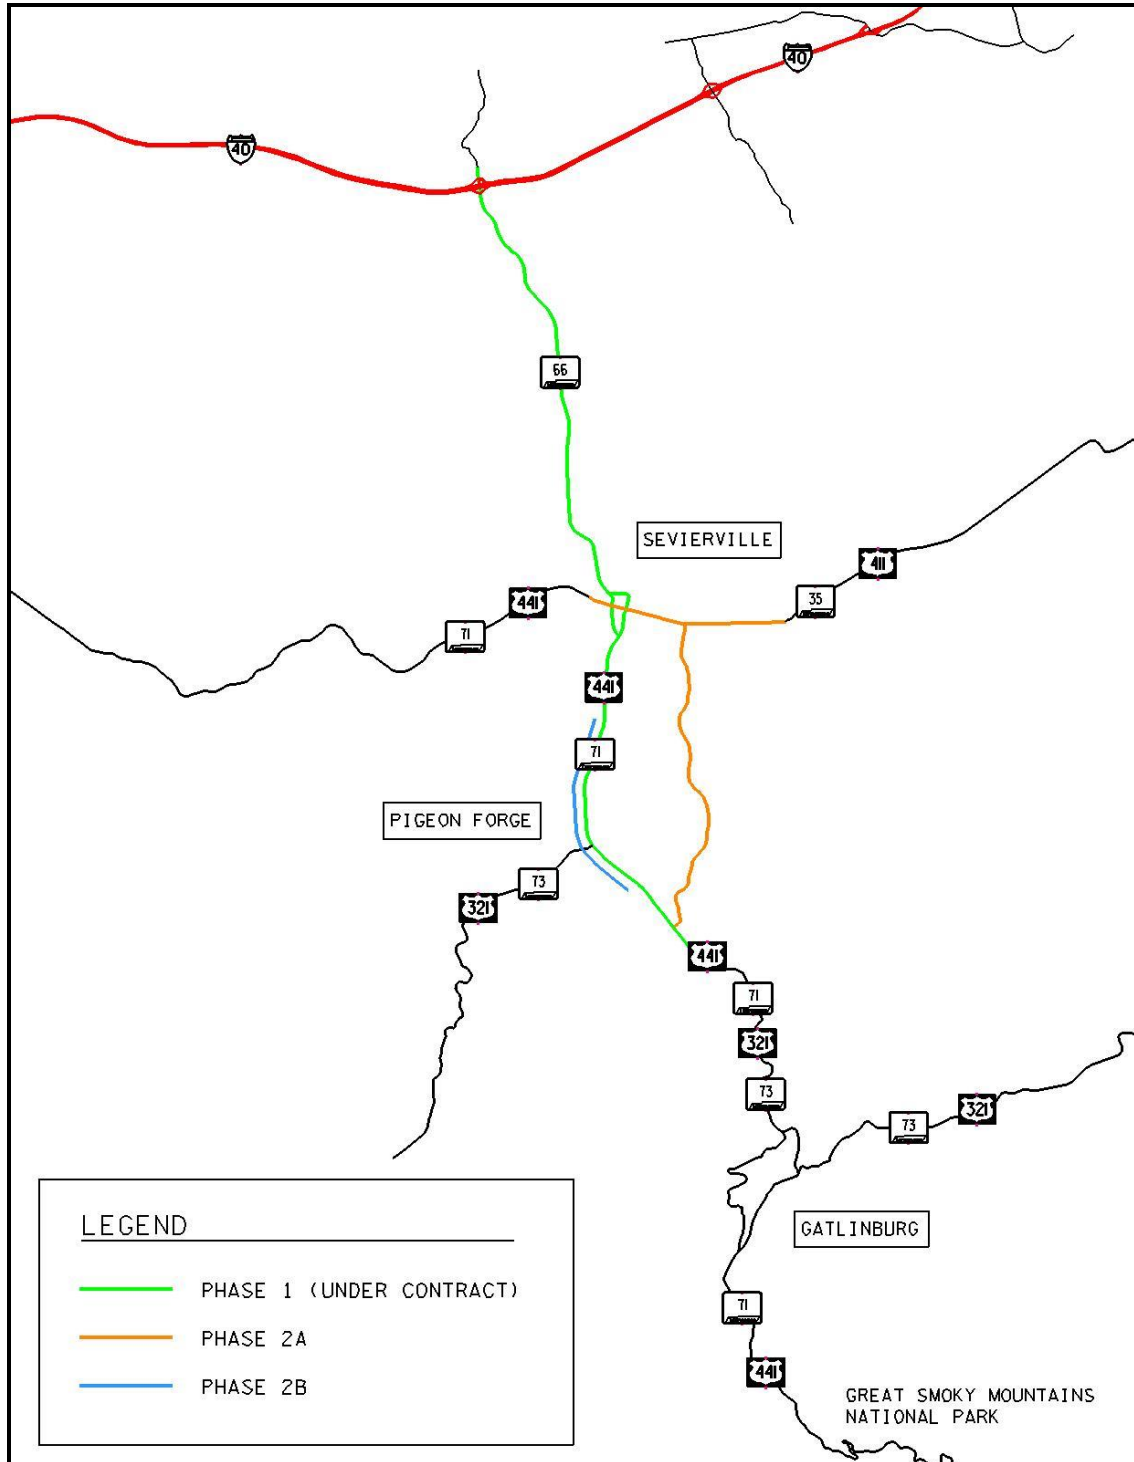 40
40
66
SEVIERVILLE
411
35
441
71
441
71
PIGEON FORGE
73
321
441
71
321
73
321
73
GATLINBURG
71
441
GREAT SMOKY MOUNTAINS
NATIONAL PARK
LEGEND
PHASE 1 (UNDER CONTRACT)
PHASE 2A
PHASE 2B